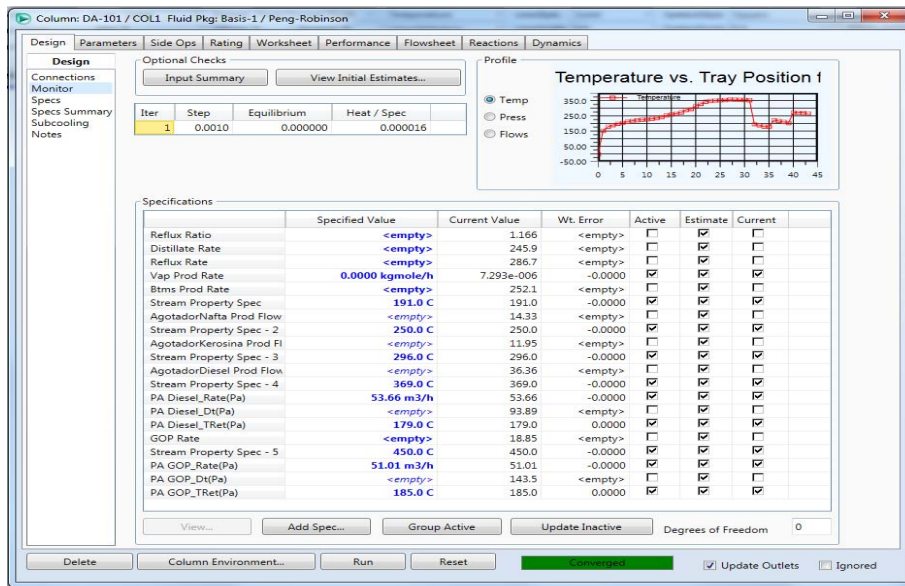 Column: DA-101 / COL1 Fluid Pkg: Basis-1 / Peng-Robinson
Design Parameters Side Ops Rating Worksheet Performance Flowsheet Reactions Dynamics
Design
Connections
Monitor
Specs
Specs Summary
Subcooling
Notes
Optional Checks
Input Summary View Initial Estimates...
Iter Step Equilibrium Heat / Spec
1 0.0010 0.000000 0.000016
Profile
Temp
Press
Flows
Temperature vs. Tray Position f
Temperature
350.0
250.0
150.0
50.00
-50.00
0 5 10 15 20 25 30 35 40 45
Specifications
Specified Value Current Value Wt. Error Active Estimate Current
Reflux Ratio <empty> 1.166 <empty>
Distillate Rate <empty> 245.9 <empty>
Reflux Rate <empty> 286.7 <empty>
Vap Prod Rate 0.0000 kgmole/h 7.293e-006 -0.0000
Btms Prod Rate <empty> 252.1 <empty>
Stream Property Spec 191.0 C 191.0 -0.0000
AgotadorNafta Prod Flow <empty> 14.33 <empty>
Stream Property Spec - 2 250.0 C 250.0 -0.0000
AgotadorKerosina Prod Fl <empty> 11.95 <empty>
Stream Property Spec - 3 296.0 C 296.0 -0.0000
AgotadorDiesel Prod Flow <empty> 36.36 <empty>
Stream Property Spec - 4 369.0 C 369.0 -0.0000
PA Diesel_Rate(Pa) 53.66 m3/h 53.66 -0.0000
PA Diesel_Dt(Pa) <empty> 93.89 <empty>
PA Diesel_TRet(Pa) 179.0 C 179.0 0.0000
GOP Rate <empty> 18.85 <empty>
Stream Property Spec - 5 450.0 C 450.0 -0.0000
PA GOP_Rate(Pa) 51.01 m3/h 51.01 -0.0000
PA GOP_Dt(Pa) <empty> 143.5 <empty>
PA GOP_TRet(Pa) 185.0 C 185.0 0.0000
View... Add Spec... Group Active Update Inactive Degrees of Freedom 0
Delete Column Environment... Run Reset Converged Update Outlets Ignored